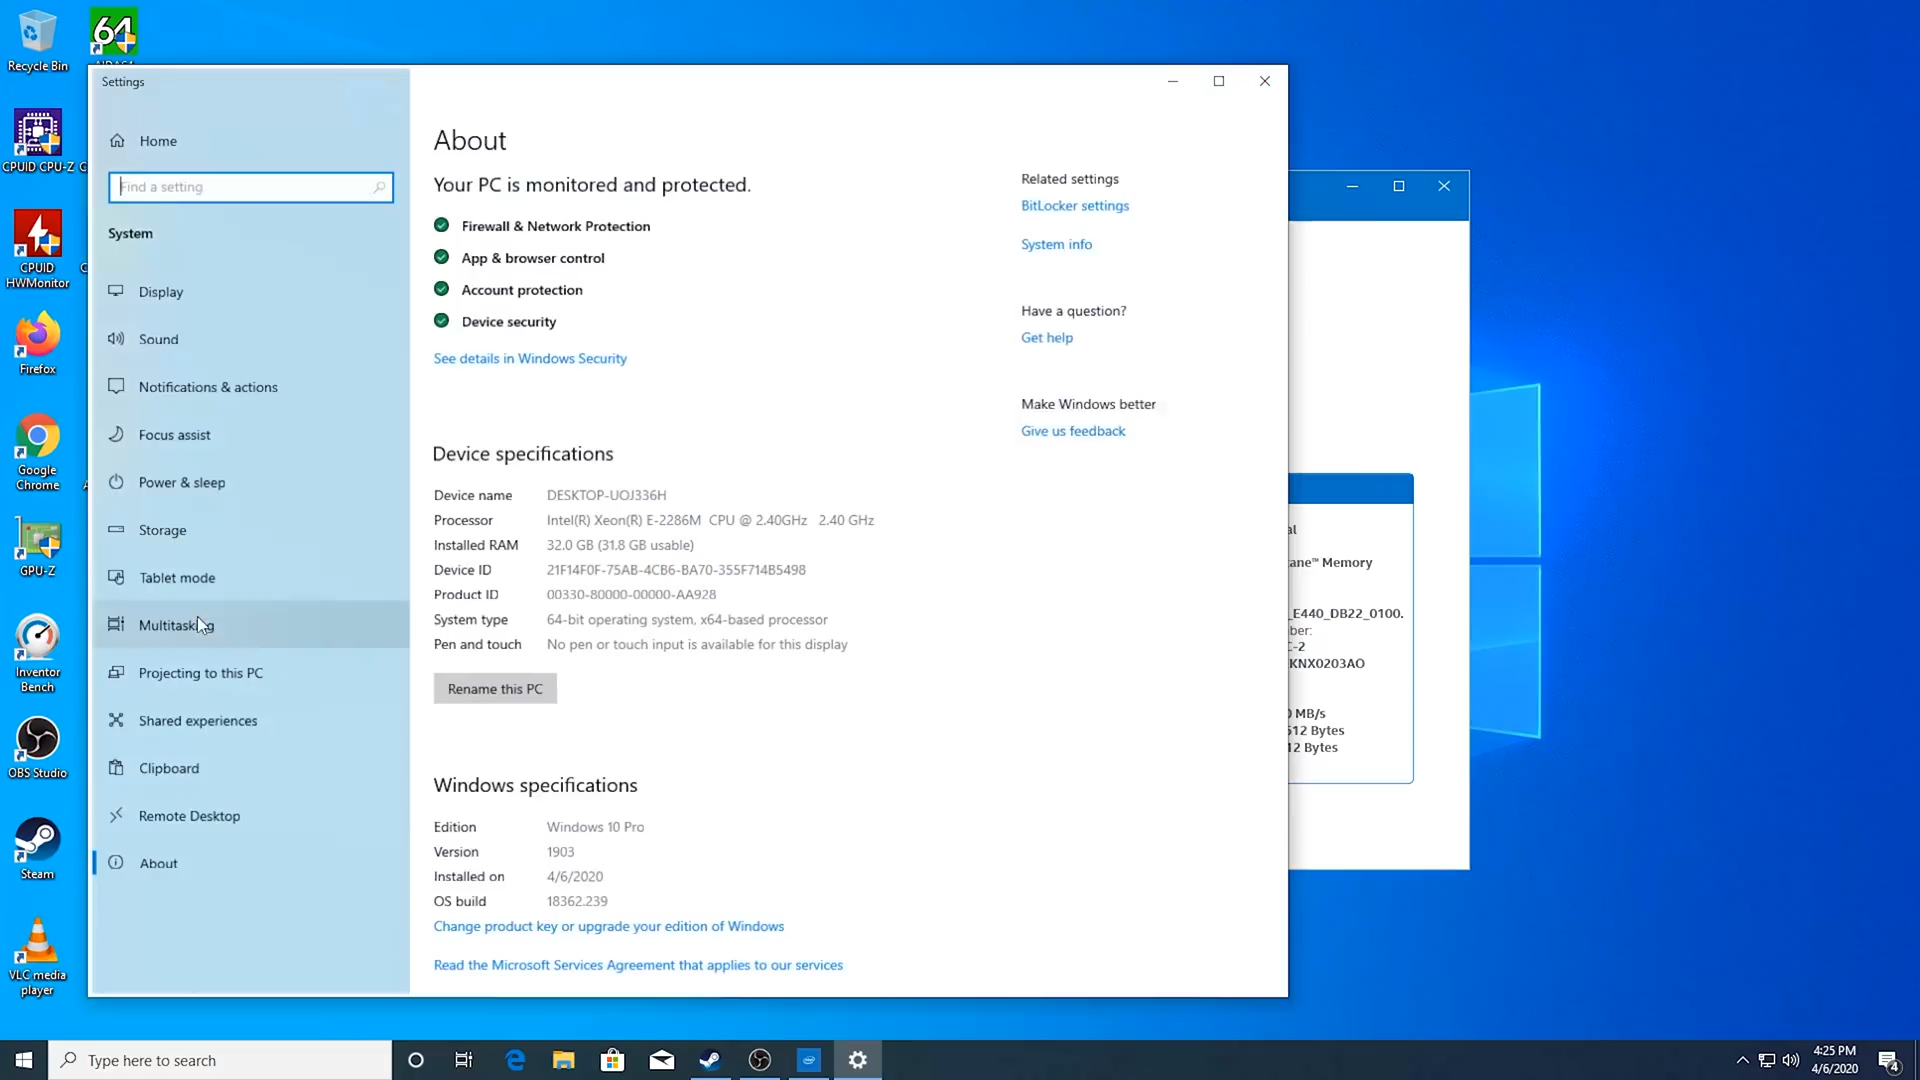 Recycle Bin
64
CPUID CPU-Z
CPUID
HWMonitor
Firefox
Google
Chrome
GPU-Z
Inventor
Bench
OBS Studio
Steam
VLC media
player
Settings
Home
Find a setting
System
Display
Sound
Notifications & actions
Focus assist
Power & sleep
Storage
Tablet mode
Multitasking
Projecting to this PC
Shared experiences
Clipboard
Remote Desktop
About
About
Your PC is monitored and protected.
Firewall & Network Protection
App & browser control
Account protection
Device security
See details in Windows Security
Device specifications
Device name DESKTOP-UOJ336H
Processor Intel(R) Xeon(R) E-2286M CPU @ 2.40GHz 2.40 GHz
Installed RAM 32.0 GB (31.8 GB usable)
Device ID 21F14F0F-75AB-4CB6-BA70-355F714B5498
Product ID 00330-80000-00000-AA928
System type 64-bit operating system, x64-based processor
Pen and touch No pen or touch input is available for this display
Rename this PC
Windows specifications
Edition Windows 10 Pro
Version 1903
Installed on 4/6/2020
OS build 18362.239
Change product key or upgrade your edition of Windows
Read the Microsoft Services Agreement that applies to our services
Related settings
BitLocker settings
System info
Have a question?
Get help
Make Windows better
Give us feedback
al
ane™ Memory
_E440_DB22_0100.
ber:
C-2
KNX0203AO
0 MB/s
512 Bytes
12 Bytes
Type here to search
4:25 PM
4/6/2020
4